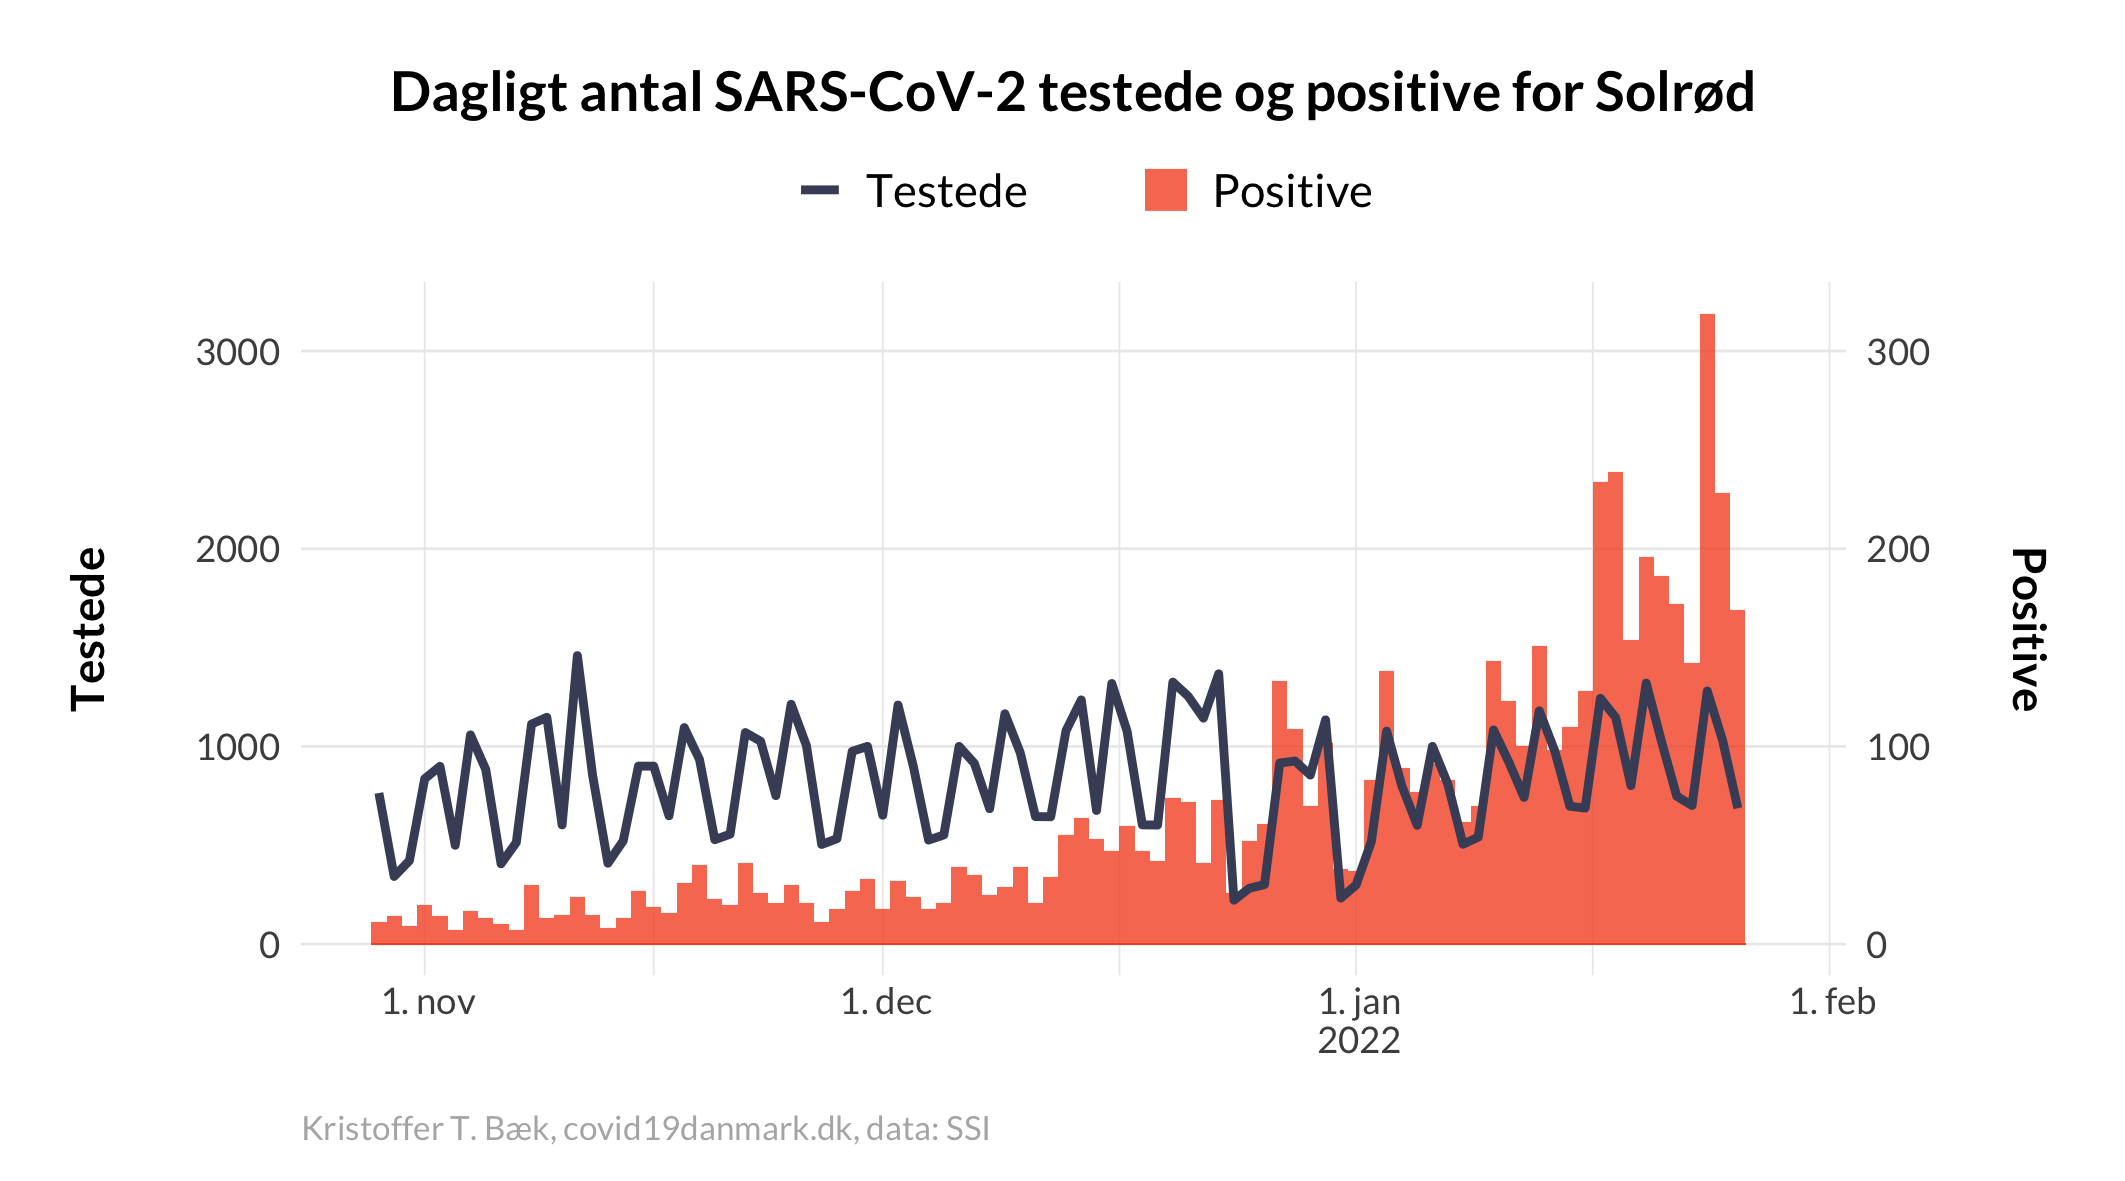 Dagligt antal SARS-CoV-2 testede og positive for Solrød
Testede
Positive
3000
2000
1000
0
300
200
100
0
Testede
Positive
1. nov
1. dec
1. jan
2022
1. feb
Kristoffer T. Bæk, covid19danmark.dk, data: SSI